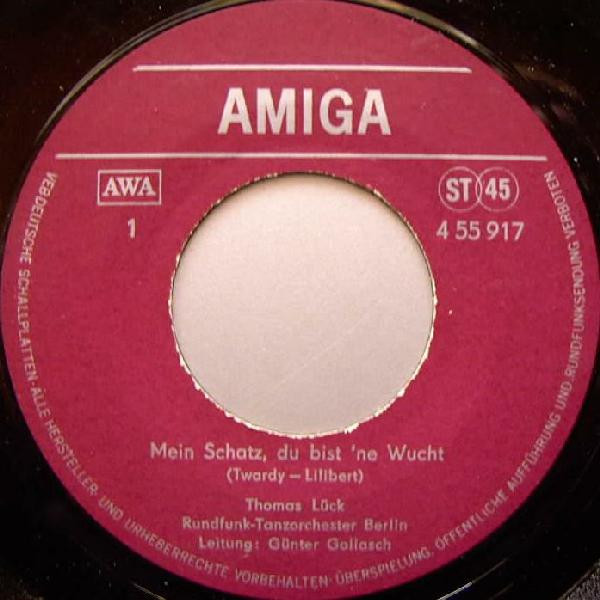 AMIGA
AWA
ST 45
1
4 55 917
Mein Schatz, du bist 'ne Wucht
(Twardy – Lilibert)
Thomas Lück
Rundfunk-Tanzorchester Berlin
Leitung: Günter Gollasch
VEB DEUTSCHE SCHALLPLATTEN · ALLE HERSTELLER- UND URHEBERRECHTE VORBEHALTEN · ÜBERSPIELUNG, ÖFFENTLICHE AUFFÜHRUNG UND RUNDFUNKSENDUNG VERBOTEN